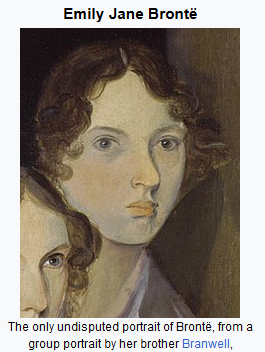 Emily Jane Brontë
The only undisputed portrait of Brontë, from a
group portrait by her brother Branwell,